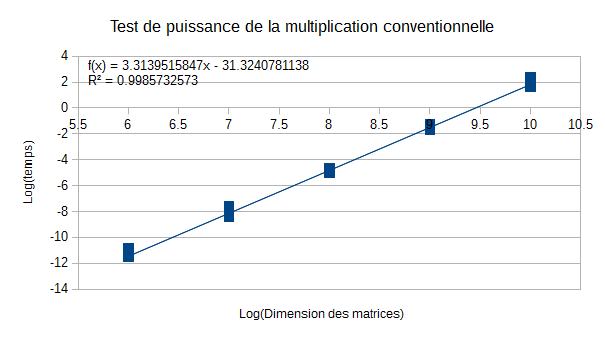 Test de puissance de la multiplication conventionnelle
4
f(x) = 3.3139515847x - 31.3240781138
2
R² = 0.9985732573
0
5.5 6 6.5 7 7.5 8 8.5 9 9.5 10 10.5
-2
-4
-6
-8
-10
-12
-14
Log(temps)
Log(Dimension des matrices)